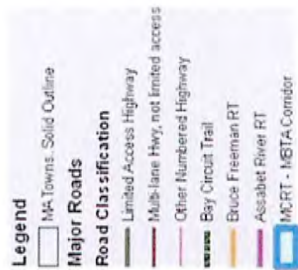 Legend
MA Towns. Solid Outline
Major Roads
Road Classification
Limited Access Highway
Multi-lane Hwy, not limited access
Other Numbered Highway
Bay Circuit Trail
Bruce Freeman RT
Assabet River RT
MCRT - MBTA Corridor